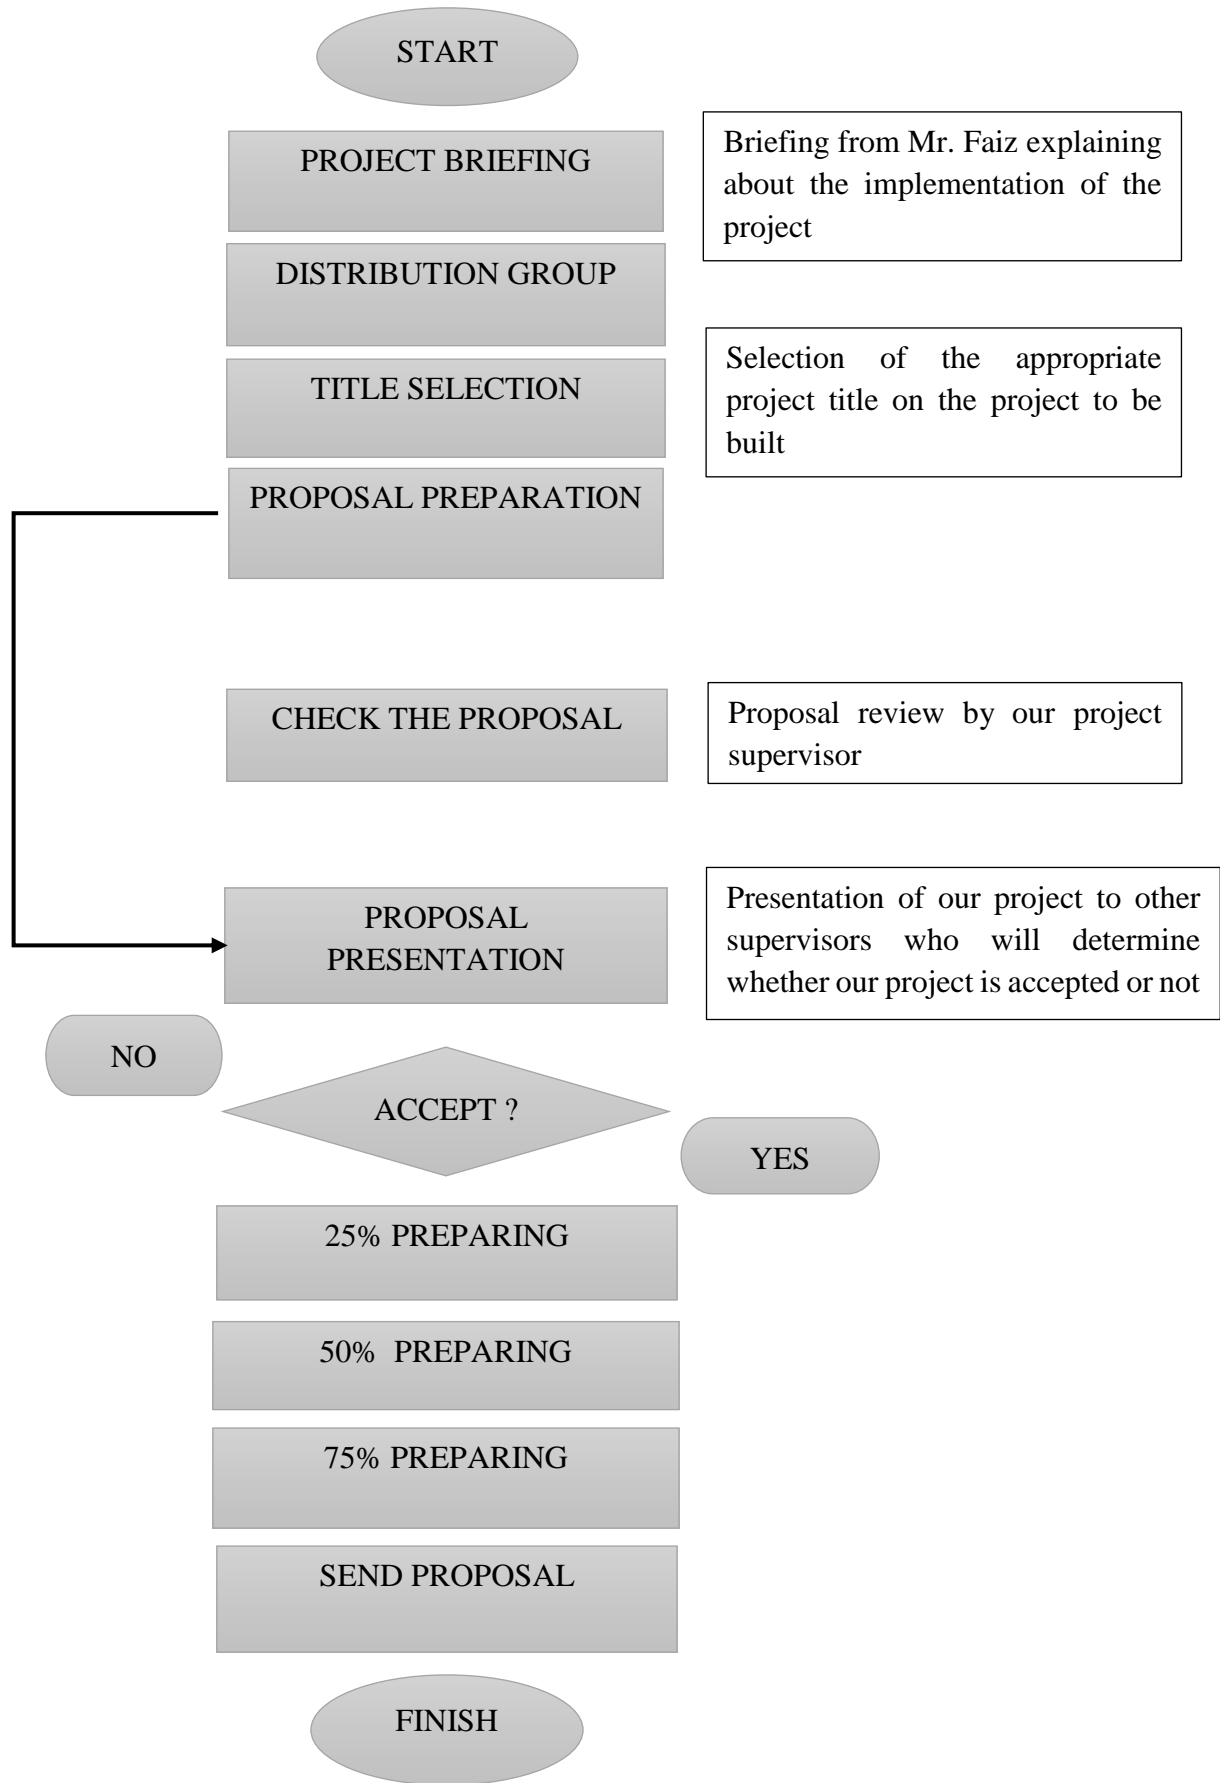 START
PROJECT BRIEFING
Briefing from Mr. Faiz explaining
about the implementation of the
project
DISTRIBUTION GROUP
TITLE SELECTION
Selection of the appropriate
project title on the project to be
built
PROPOSAL PREPARATION
CHECK THE PROPOSAL
Proposal review by our project
supervisor
PROPOSAL
PRESENTATION
Presentation of our project to other
supervisors who will determine
whether our project is accepted or not
NO
ACCEPT ?
YES
25% PREPARING
50% PREPARING
75% PREPARING
SEND PROPOSAL
FINISH